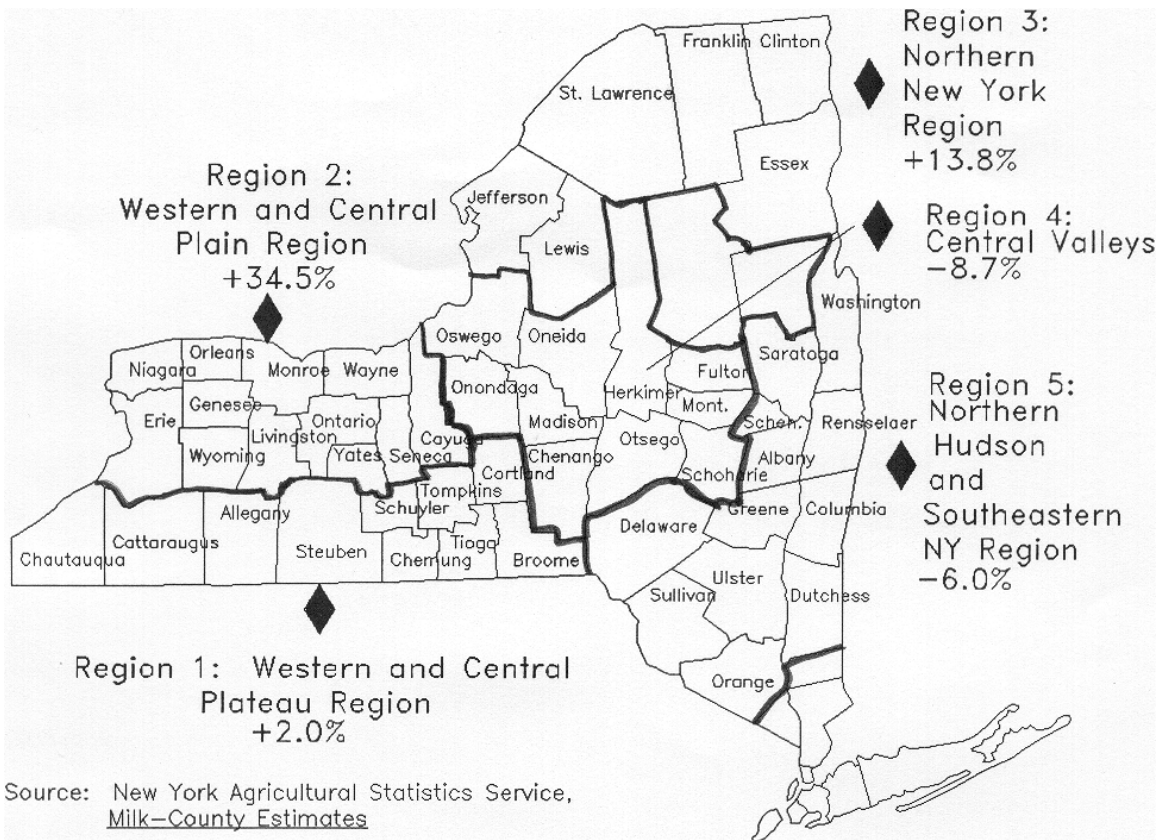 Region 3:
Northern
New York
Region
+13.8%
Region 4:
Central Valleys
-8.7%
Region 5:
Northern
Hudson
and
Southeastern
NY Region
-6.0%
Region 2:
Western and Central
Plain Region
+34.5%
Region 1: Western and Central
Plateau Region
+2.0%
Franklin
Clinton
St. Lawrence
Essex
Jefferson
Lewis
Washington
Oswego
Oneida
Saratoga
Niagara
Orleans
Monroe
Wayne
Onondaga
Fulton
Herkimer
Genesee
Mont.
Erie
Ontario
Madison
Schen.
Rensselaer
Livingston
Cayuga
Otsego
Wyoming
Yates
Seneca
Chenango
Albany
Cortland
Schoharie
Tompkins
Schuyler
Allegany
Greene
Columbia
Delaware
Cattaraugus
Steuben
Tioga
Chautauqua
Chemung
Broome
Ulster
Sullivan
Dutchess
Orange
Source: New York Agricultural Statistics Service,
Milk-County Estimates